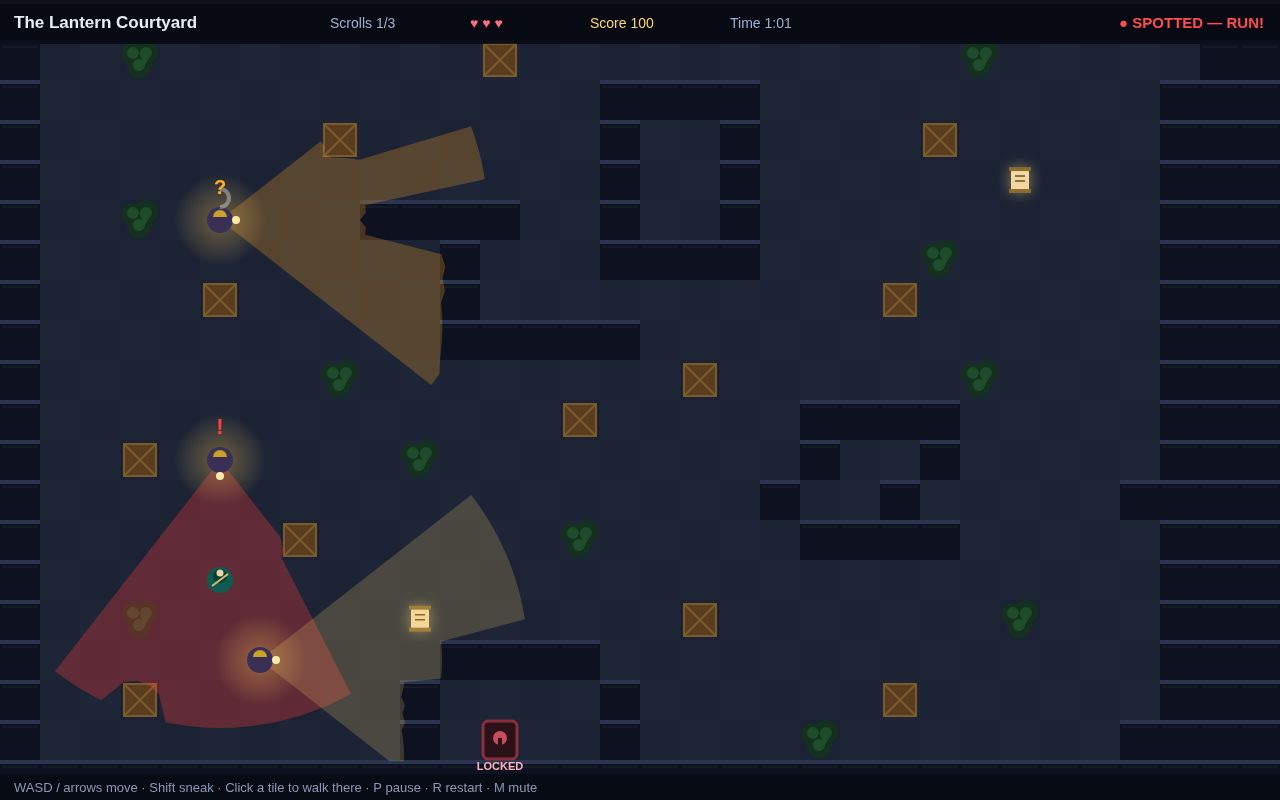 The Lantern Courtyard
Scrolls 1/3
♥ ♥ ♥
Score 100
Time 1:01
● SPOTTED — RUN!
?
!
LOCKED
WASD / arrows move · Shift sneak · Click a tile to walk there · P pause · R restart · M mute